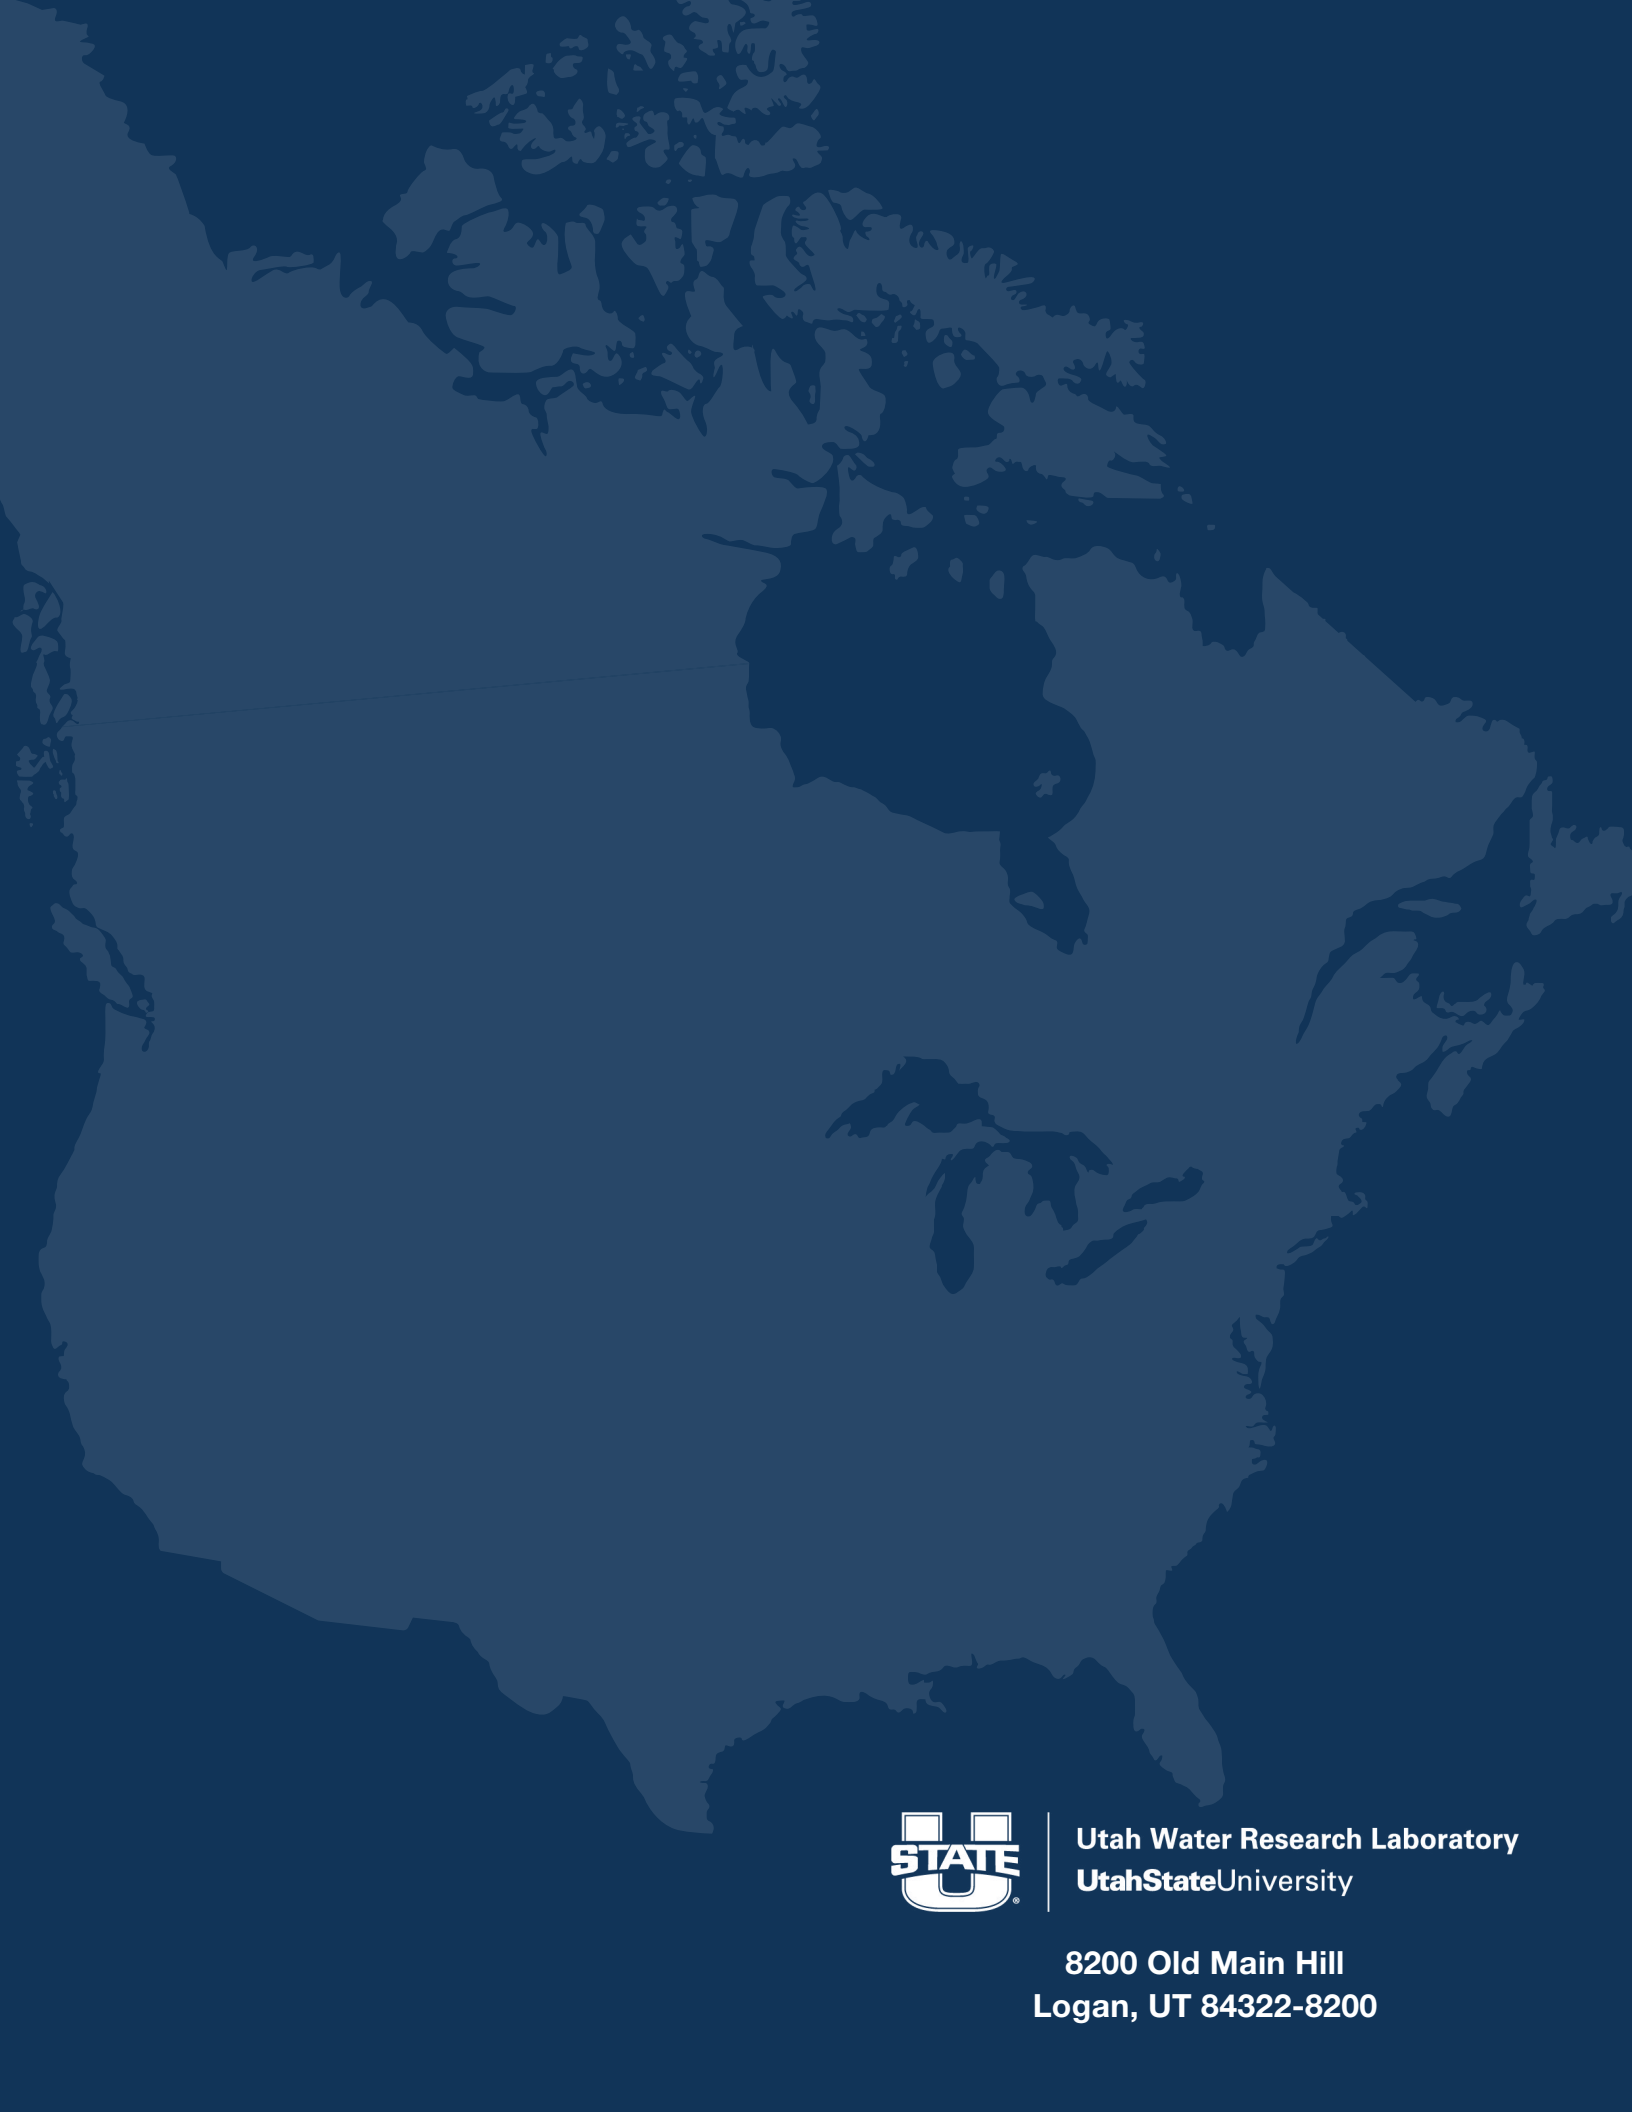 STATE
Utah Water Research Laboratory
UtahStateUniversity
8200 Old Main Hill
Logan, UT 84322-8200